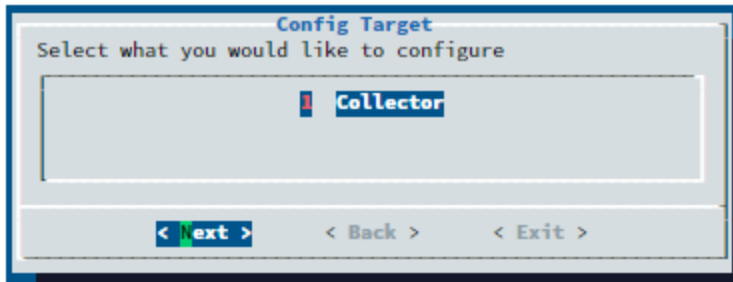 Config Target
Select what you would like to configure
1 Collector
< Next > < Back > < Exit >